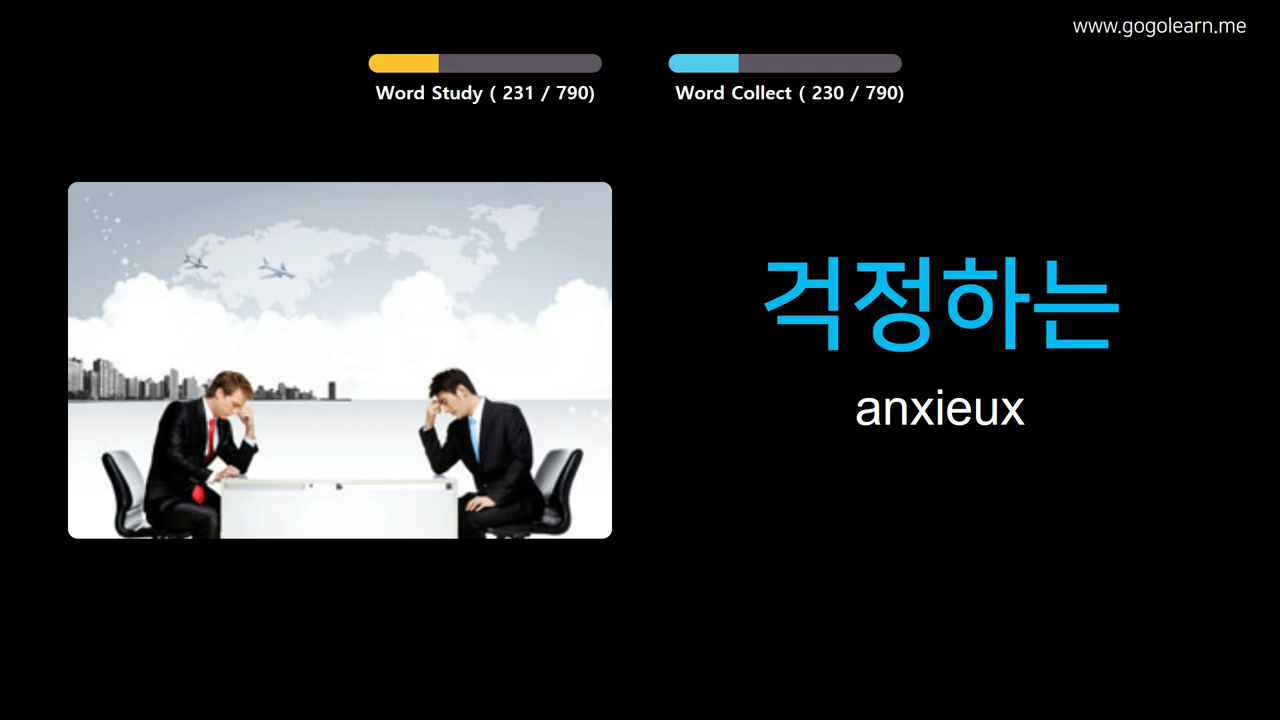 www.gogolearn.me
Word Study ( 231 / 790)
Word Collect ( 230 / 790)
걱정하는
anxieux